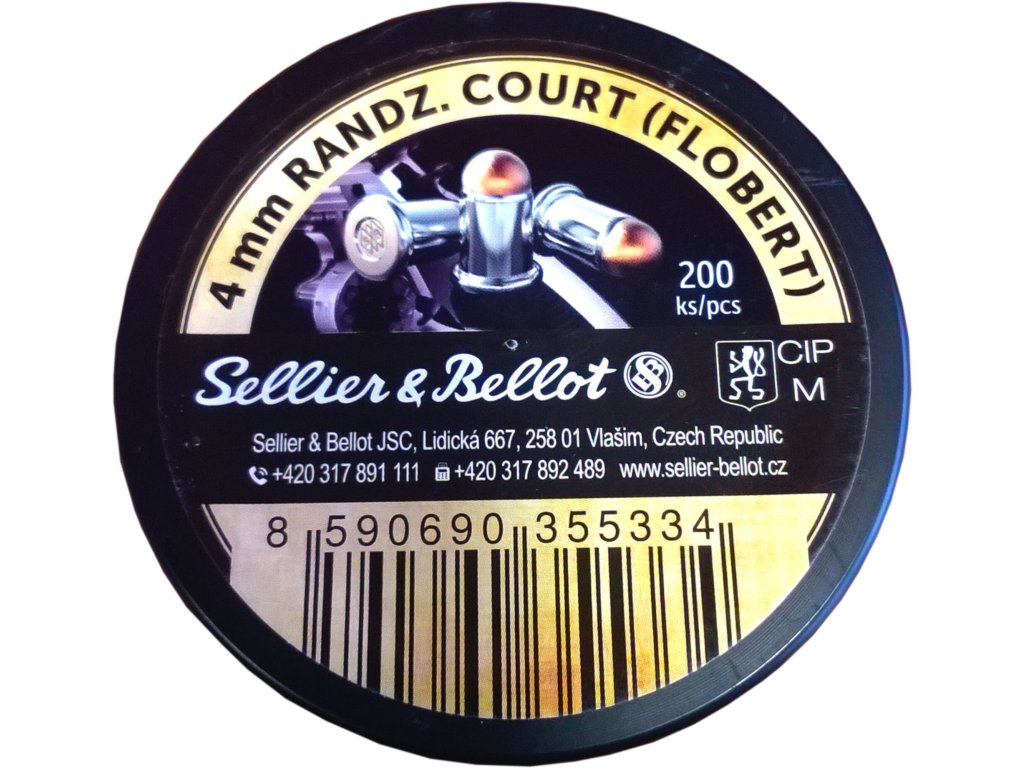 4 mm RANDZ. COURT (FLOBERT)
200
ks/pcs
Sellier & Bellot ®
CIP
M
Sellier & Bellot JSC, Lidická 667, 258 01 Vlašim, Czech Republic
+420 317 891 111 +420 317 892 489 www.sellier-bellot.cz
8 590690 355334